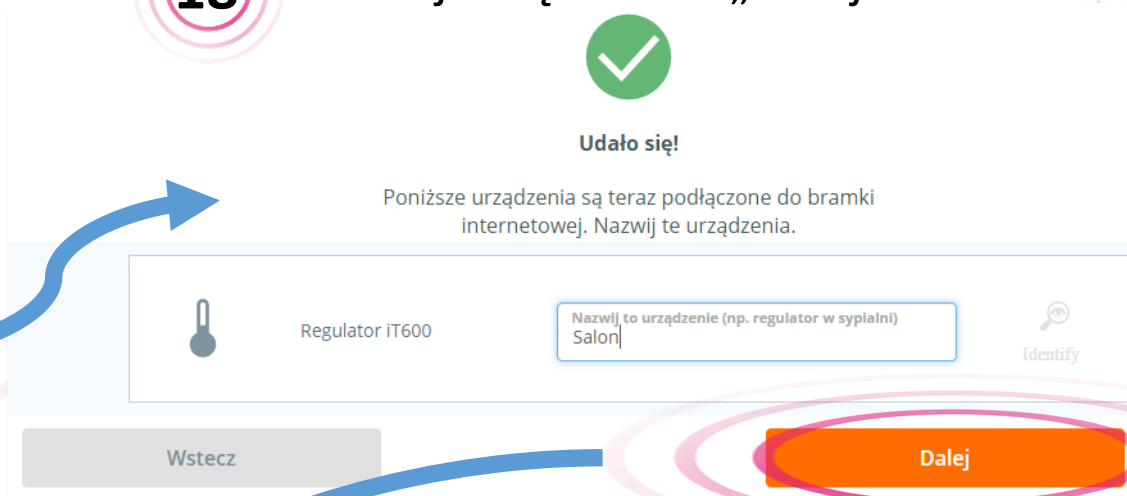 Udało się!
Poniższe urządzenia są teraz podłączone do bramki
internetowej. Nazwij te urządzenia.
Regulator iT600
Nazwij to urządzenie (np. regulator w sypialni)
Salon
Identify
Wstecz
Dalej